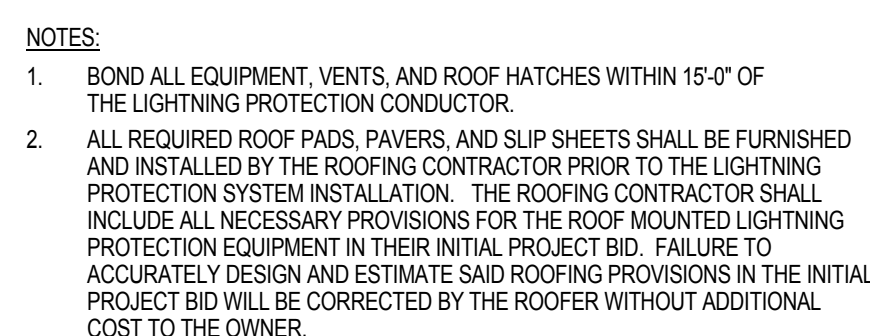 NOTES:
1. BOND ALL EQUIPMENT, VENTS, AND ROOF HATCHES WITHIN 15'-0" OF
THE LIGHTNING PROTECTION CONDUCTOR.
2. ALL REQUIRED ROOF PADS, PAVERS, AND SLIP SHEETS SHALL BE FURNISHED
AND INSTALLED BY THE ROOFING CONTRACTOR PRIOR TO THE LIGHTNING
PROTECTION SYSTEM INSTALLATION. THE ROOFING CONTRACTOR SHALL
INCLUDE ALL NECESSARY PROVISIONS FOR THE ROOF MOUNTED LIGHTNING
PROTECTION EQUIPMENT IN THEIR INITIAL PROJECT BID. FAILURE TO
ACCURATELY DESIGN AND ESTIMATE SAID ROOFING PROVISIONS IN THE INITIAL
PROJECT BID WILL BE CORRECTED BY THE ROOFER WITHOUT ADDITIONAL
COST TO THE OWNER.